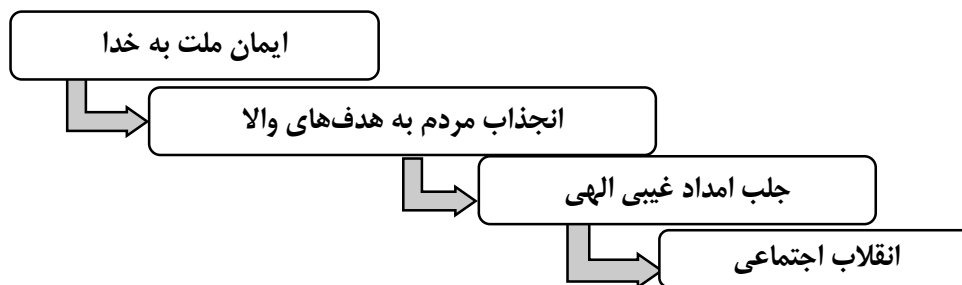 ایمان ملت به خدا
انجذاب مردم به هدف‌های والا
جلب امداد غیبی الهی
انقلاب اجتماعی